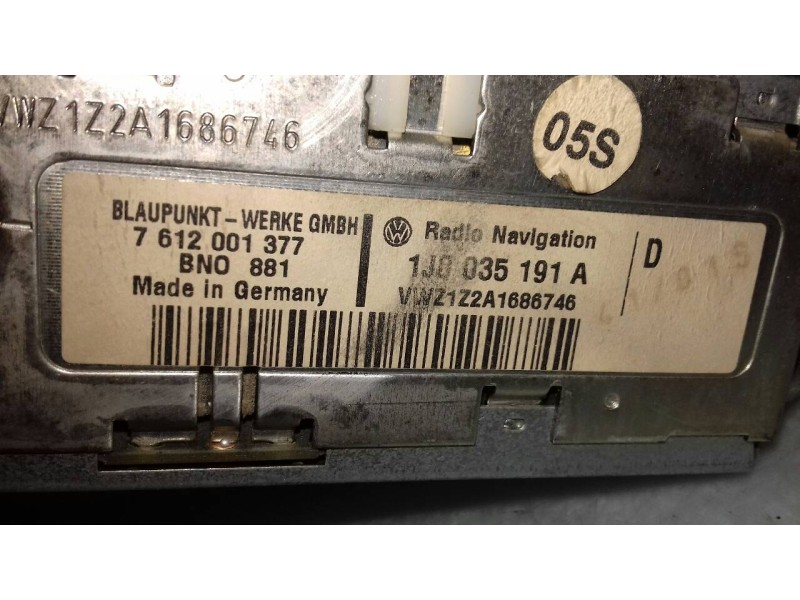 VWZ1Z2A1686746
05S
BLAUPUNKT - WERKE GMBH
7 612 001 377
BNO 881
Made in Germany
VW Radio Navigation
1J0 035 191 A
VWZ1Z2A1686746
D